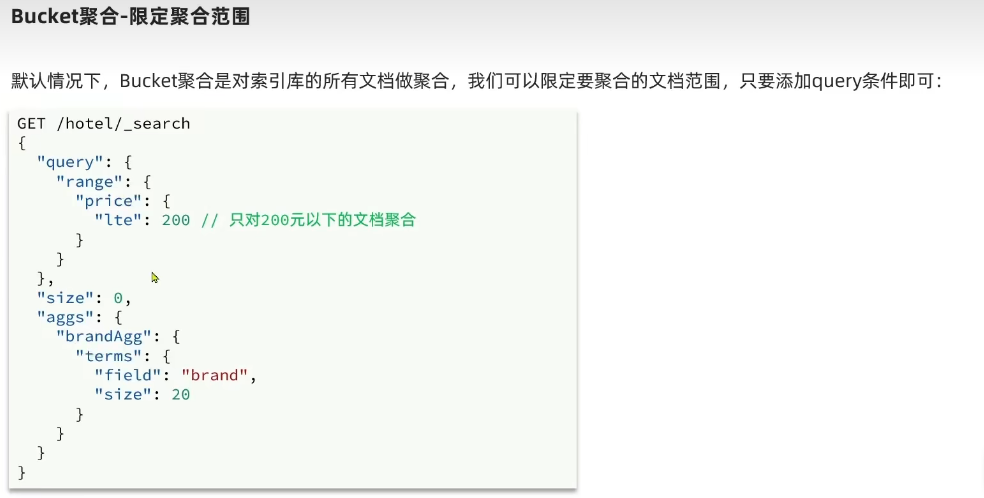 Bucket聚合-限定聚合范围
默认情况下，Bucket聚合是对索引库的所有文档做聚合，我们可以限定要聚合的文档范围，只要添加query条件即可：
GET /hotel/_search
{
  "query": {
    "range": {
      "price": {
        "lte": 200 // 只对200元以下的文档聚合
      }
    }
  },
  "size": 0,
  "aggs": {
    "brandAgg": {
      "terms": {
        "field": "brand",
        "size": 20
      }
    }
  }
}